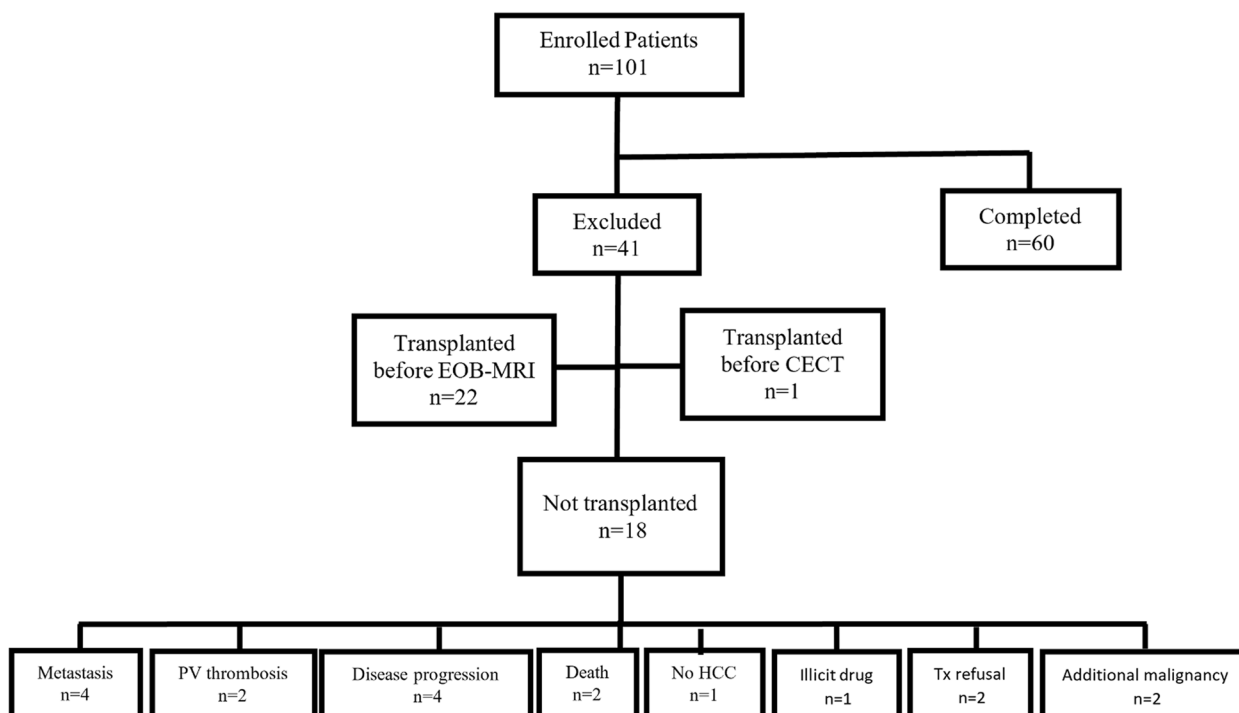 Enrolled Patients
n=101
Excluded
n=41
Completed
n=60
Transplanted
before EOB-MRI
n=22
Transplanted
before CECT
n=1
Not transplanted
n=18
Metastasis
n=4
PV thrombosis
n=2
Disease progression
n=4
Death
n=2
No HCC
n=1
Illicit drug
n=1
Tx refusal
n=2
Additional malignancy
n=2